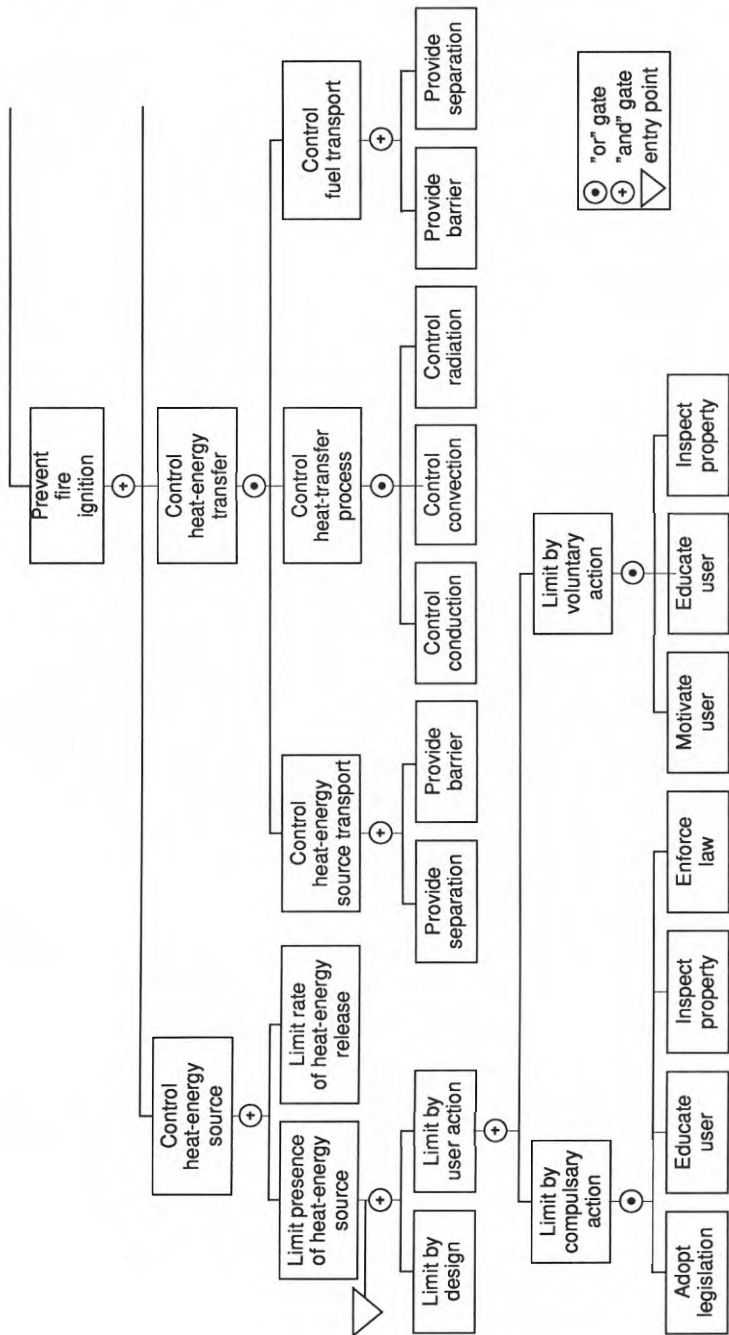 Prevent
fire
ignition
Control
heat-energy
source
Control
heat-energy
transfer
Limit presence
of heat-energy
source
Limit rate
of heat-energy
release
Control
heat-energy
source transport
Control
heat-transfer
process
Control
fuel transport
Limit by
design
Limit by
user action
Provide
separation
Provide
barrier
Control
conduction
Control
convection
Control
radiation
Provide
barrier
Provide
separation
Limit by
compulsary
action
Limit by
voluntary
action
Adopt
legislation
Educate
user
Inspect
property
Enforce
law
Motivate
user
Educate
user
Inspect
property
"or" gate
"and" gate
entry point